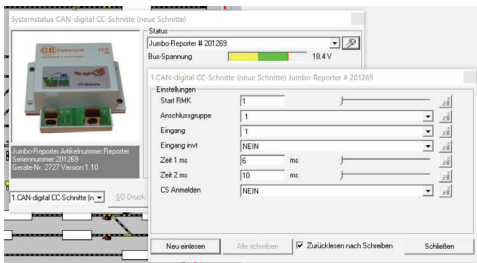 Systemstatus CAN-digital CC-Schnitte (neue Schnitte)
Status
Jumbo-Reporter # 201269
Bus-Spannung 18.4 V
Jumbo-Reporter Artikelnummer:Reporter
Seriennummer:201269
Geräte-Nr.:2727 Version:1.10
1.CAN-digital CC-Schnitte (n
SO Druck
1.CAN-digital CC-Schnitte (neue Schnitte) Jumbo-Reporter # 201269
Einstellungen
Start RMK 1
Anschlussgruppe 1
Eingang 1
Eingang invt NEIN
Zeit 1 ms 6 ms
Zeit 2 ms 10 ms
CS Anmelden NEIN
Neu einlesen Alle schreiben Zurücklesen nach Schreiben Schließen